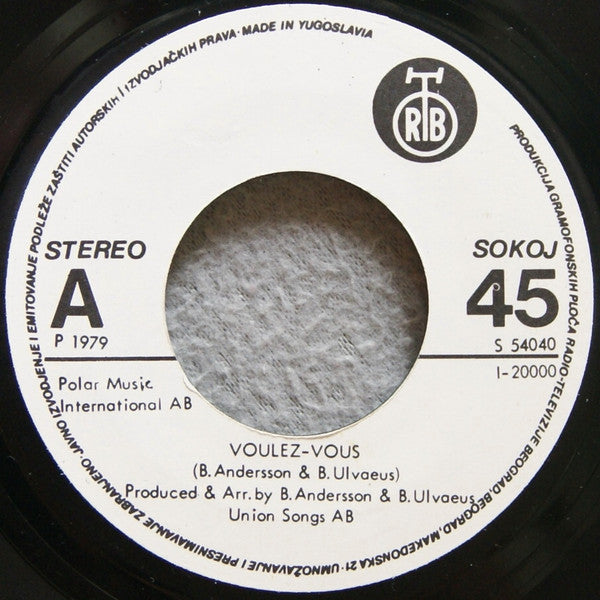 PRODUKCIJA GRAMOFONSKIH PLOČA RADIO-TELEVIZIJE BEOGRAD, BEOGRAD, MAKEDONSKA 21 · UMNOŽAVANJE I PRESNIMAVANJE ZABRANJENO. JAVNO IZVODJENJE I EMITOVANJE PODLEŽE ZAŠTITI AUTORSKIH I IZVODJAČKIH PRAVA · MADE IN YUGOSLAVIA
RTB
STEREO
A
P 1979
SOKOJ
45
S 54040
I-20000
Polar Music
International AB
VOULEZ-VOUS
(B. Andersson & B. Ulvaeus)
Produced & Arr. by B. Andersson & B. Ulvaeus
Union Songs AB